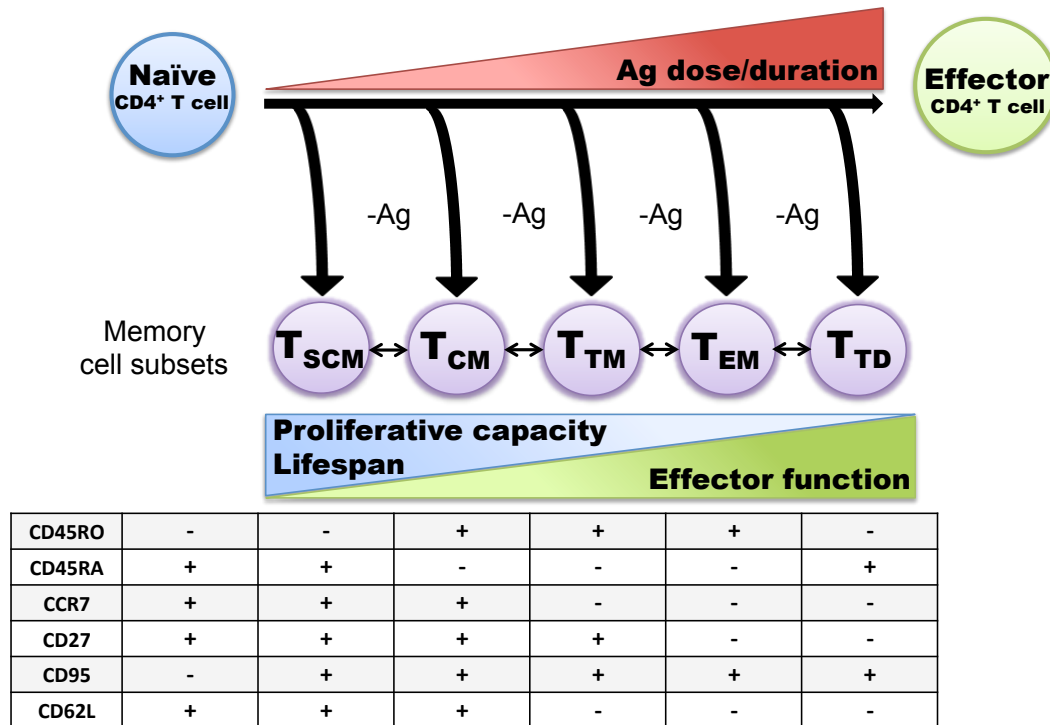 Naïve
CD4⁺ T cell
Ag dose/duration
Effector
CD4⁺ T cell
-Ag -Ag -Ag -Ag
Memory
cell subsets
TSCM TCM TTM TEM TTD
Proliferative capacity
Lifespan
Effector function
CD45RO - - + + + -
CD45RA + + - - - +
CCR7 + + + - - -
CD27 + + + + - -
CD95 - + + + + +
CD62L + + + - - -